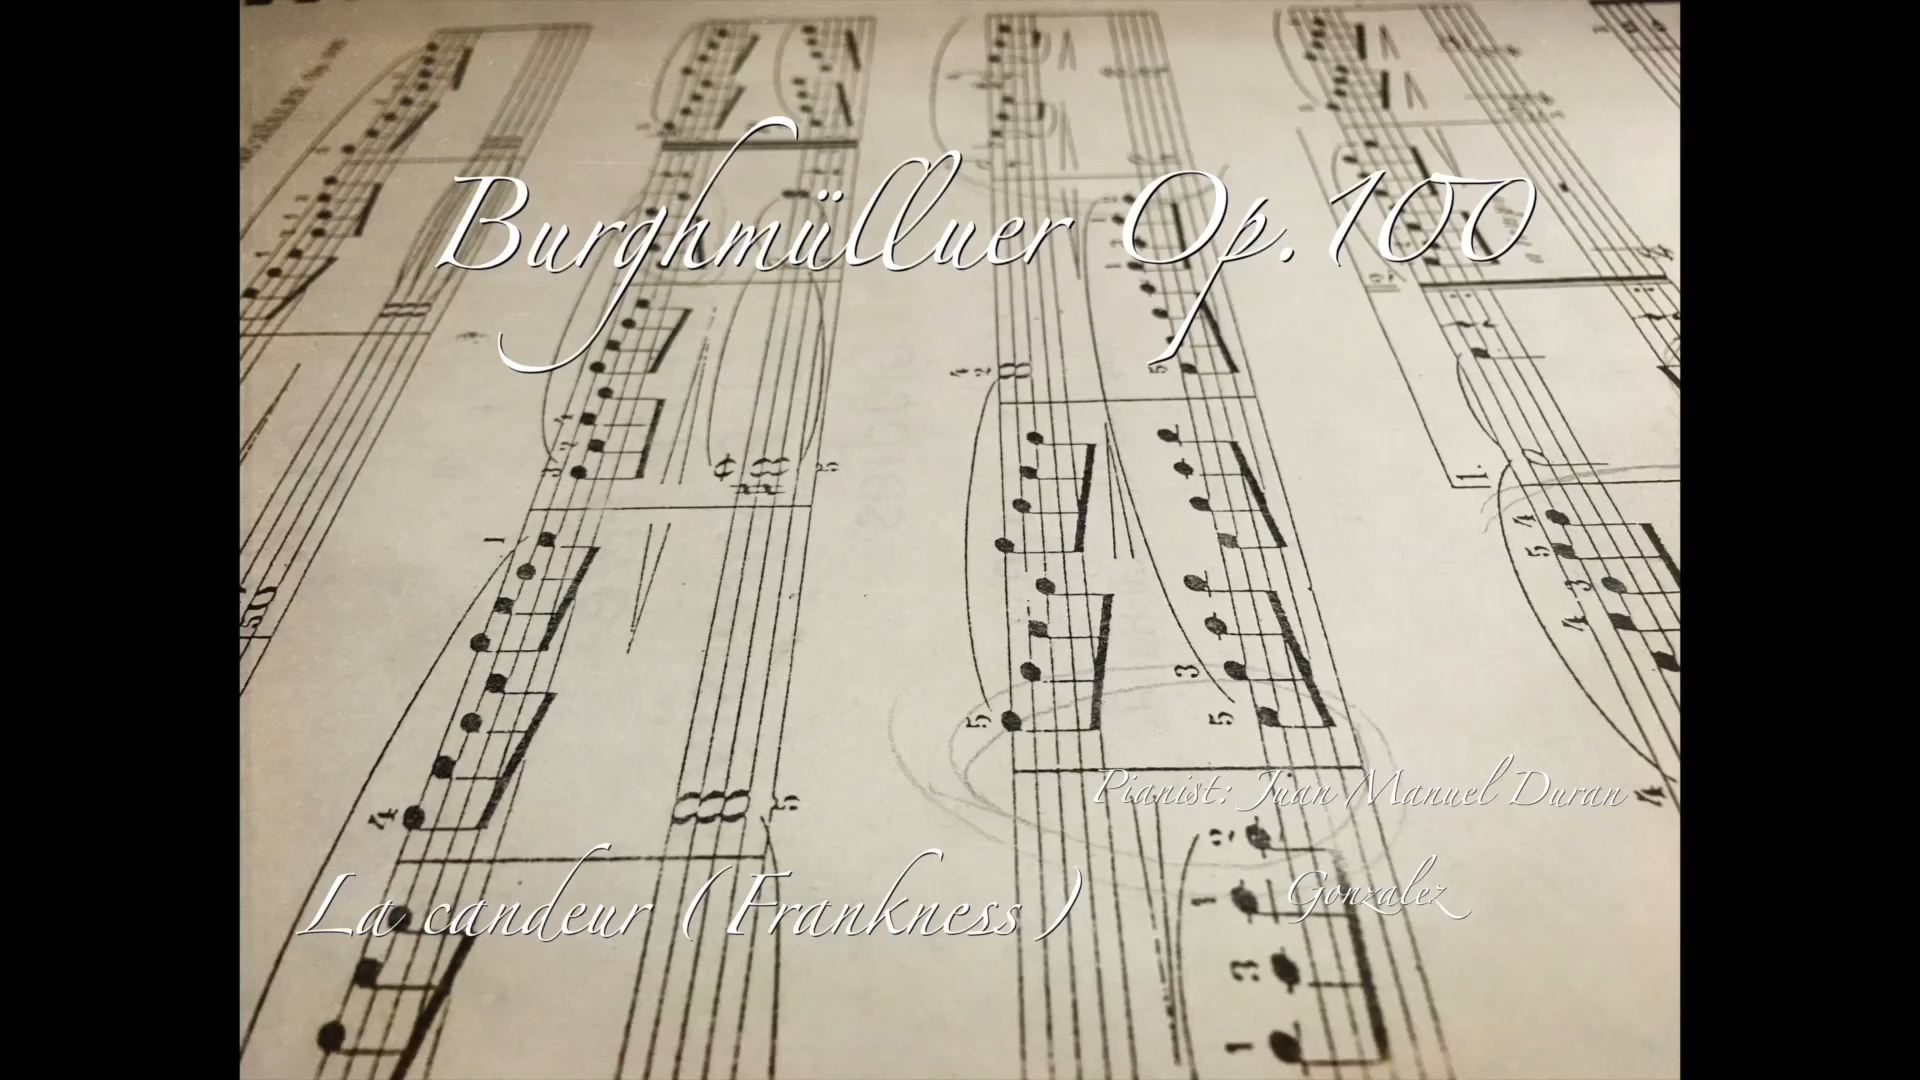 Burghmülluer Op.100
La candeur (Frankness)
Pianist: Juan Manuel Duran
Gonzalez